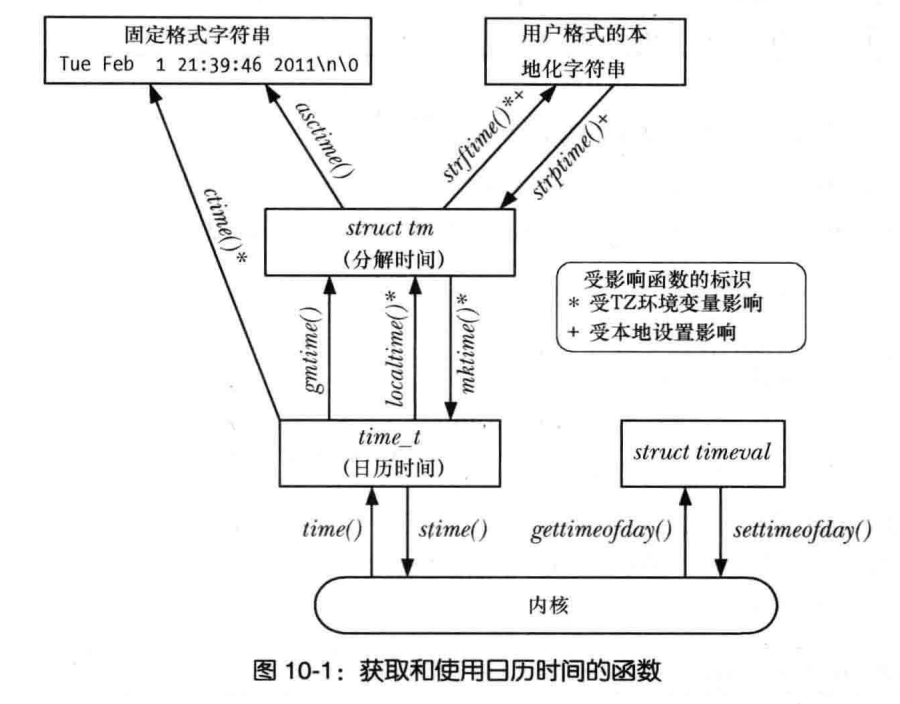 固定格式字符串
Tue Feb  1 21:39:46 2011\n\0
用户格式的本
地化字符串
asctime()
strftime()*+
strptime()+
ctime()*
struct tm
(分解时间)
受影响函数的标识
* 受TZ环境变量影响
+ 受本地设置影响
gmtime()
localtime()*
mktime()*
time_t
(日历时间)
struct timeval
time()
stime()
gettimeofday()
settimeofday()
内核
图 10-1：获取和使用日历时间的函数